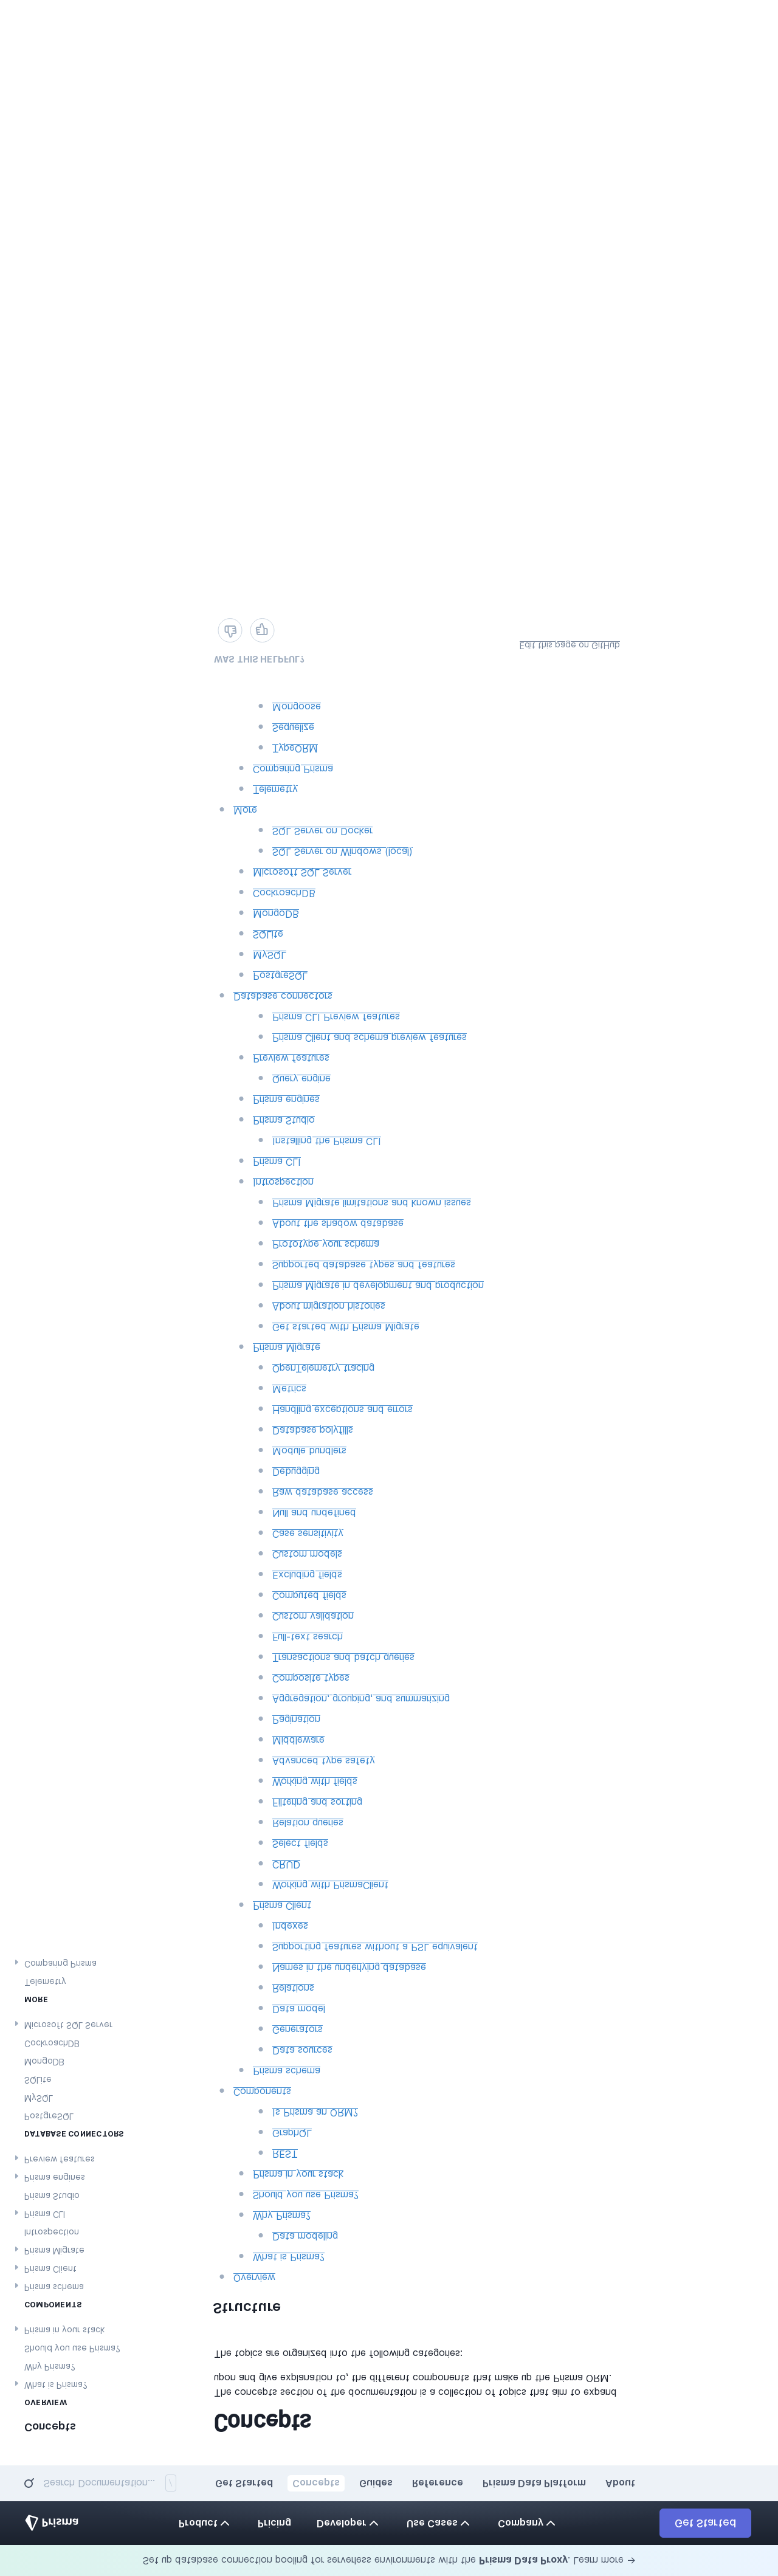 Set up database connection pooling for serverless environments with the Prisma Data Proxy. Learn more →
Prisma
Product
Pricing
Developer
Use Cases
Company
Get Started
Search Documentation...
/
Get Started
Concepts
Guides
Reference
Prisma Data Platform
About
Concepts
OVERVIEW
What is Prisma?
Why Prisma?
Should you use Prisma?
Prisma in your stack
COMPONENTS
Prisma schema
Prisma Client
Prisma Migrate
Introspection
Prisma CLI
Prisma Studio
Prisma engines
Preview features
DATABASE CONNECTORS
PostgreSQL
MySQL
SQLite
MongoDB
CockroachDB
Microsoft SQL Server
MORE
Telemetry
Comparing Prisma
Concepts
The concepts section of the documentation is a collection of topics that aim to expand
upon and give explanation to, the different components that make up the Prisma ORM.
The topics are organized into the following categories:
Structure
Overview
What is Prisma?
Data modeling
Why Prisma?
Should you use Prisma?
Prisma in your stack
REST
GraphQL
Is Prisma an ORM?
Components
Prisma schema
Data sources
Generators
Data model
Relations
Names in the underlying database
Supporting features without a PSL equivalent
Indexes
Prisma Client
Working with PrismaClient
CRUD
Select fields
Relation queries
Filtering and sorting
Working with fields
Advanced type safety
Middleware
Pagination
Aggregation, grouping, and summarizing
Composite types
Transactions and batch queries
Full-text search
Custom validation
Computed fields
Excluding fields
Custom models
Case sensitivity
Null and undefined
Raw database access
Debugging
Module bundlers
Database polyfills
Handling exceptions and errors
Metrics
OpenTelemetry tracing
Prisma Migrate
Get started with Prisma Migrate
About migration histories
Prisma Migrate in development and production
Supported database types and features
Prototype your schema
About the shadow database
Prisma Migrate limitations and known issues
Introspection
Prisma CLI
Installing the Prisma CLI
Prisma Studio
Prisma engines
Query engine
Preview features
Prisma Client and schema preview features
Prisma CLI Preview features
Database connectors
PostgreSQL
MySQL
SQLite
MongoDB
CockroachDB
Microsoft SQL Server
SQL Server on Windows (local)
SQL Server on Docker
More
Telemetry
Comparing Prisma
TypeORM
Sequelize
Mongoose
WAS THIS HELPFUL?
Edit this page on GitHub